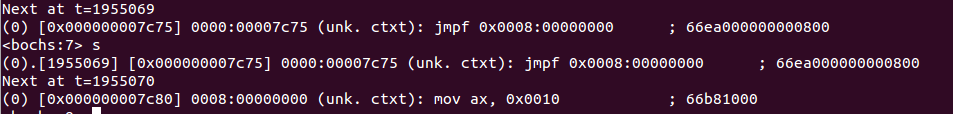 Next at t=1955069
(0) [0x000000007c75] 0000:00007c75 (unk. ctxt): jmpf 0x0008:00000000      ; 66ea000000000800
<bochs:7> s
(0).[1955069] [0x000000007c75] 0000:00007c75 (unk. ctxt): jmpf 0x0008:00000000      ; 66ea000000000800
Next at t=1955070
(0) [0x000000007c80] 0008:00000000 (unk. ctxt): mov ax, 0x0010            ; 66b81000